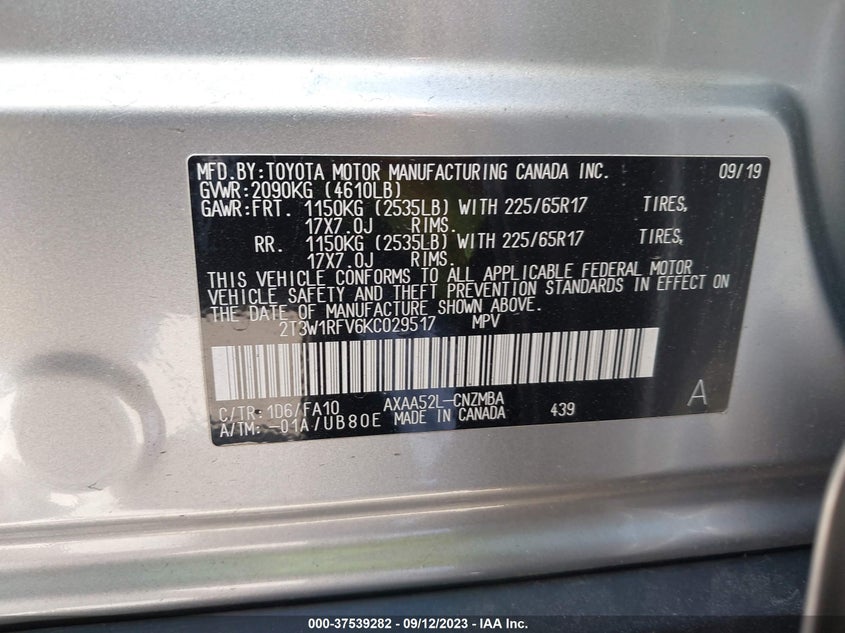 MFD.BY:TOYOTA MOTOR MANUFACTURING CANADA INC. 09/19
GVWR:2090KG (4610LB)
GAWR:FRT. 1150KG (2535LB) WITH 225/65R17 TIRES,
17X7.0J RIMS.
RR. 1150KG (2535LB) WITH 225/65R17 TIRES,
17X7.0J RIMS.
THIS VEHICLE CONFORMS TO ALL APPLICABLE FEDERAL MOTOR
VEHICLE SAFETY AND THEFT PREVENTION STANDARDS IN EFFECT ON
THE DATE OF MANUFACTURE SHOWN ABOVE.
2T3W1RFV6KC029517 MPV
C/TR: 1D6/FA10 AXAA52L-CNZMBA
A/TM: -01A/UB80E MADE IN CANADA 439
A
000-37539282 - 09/12/2023 - IAA Inc.